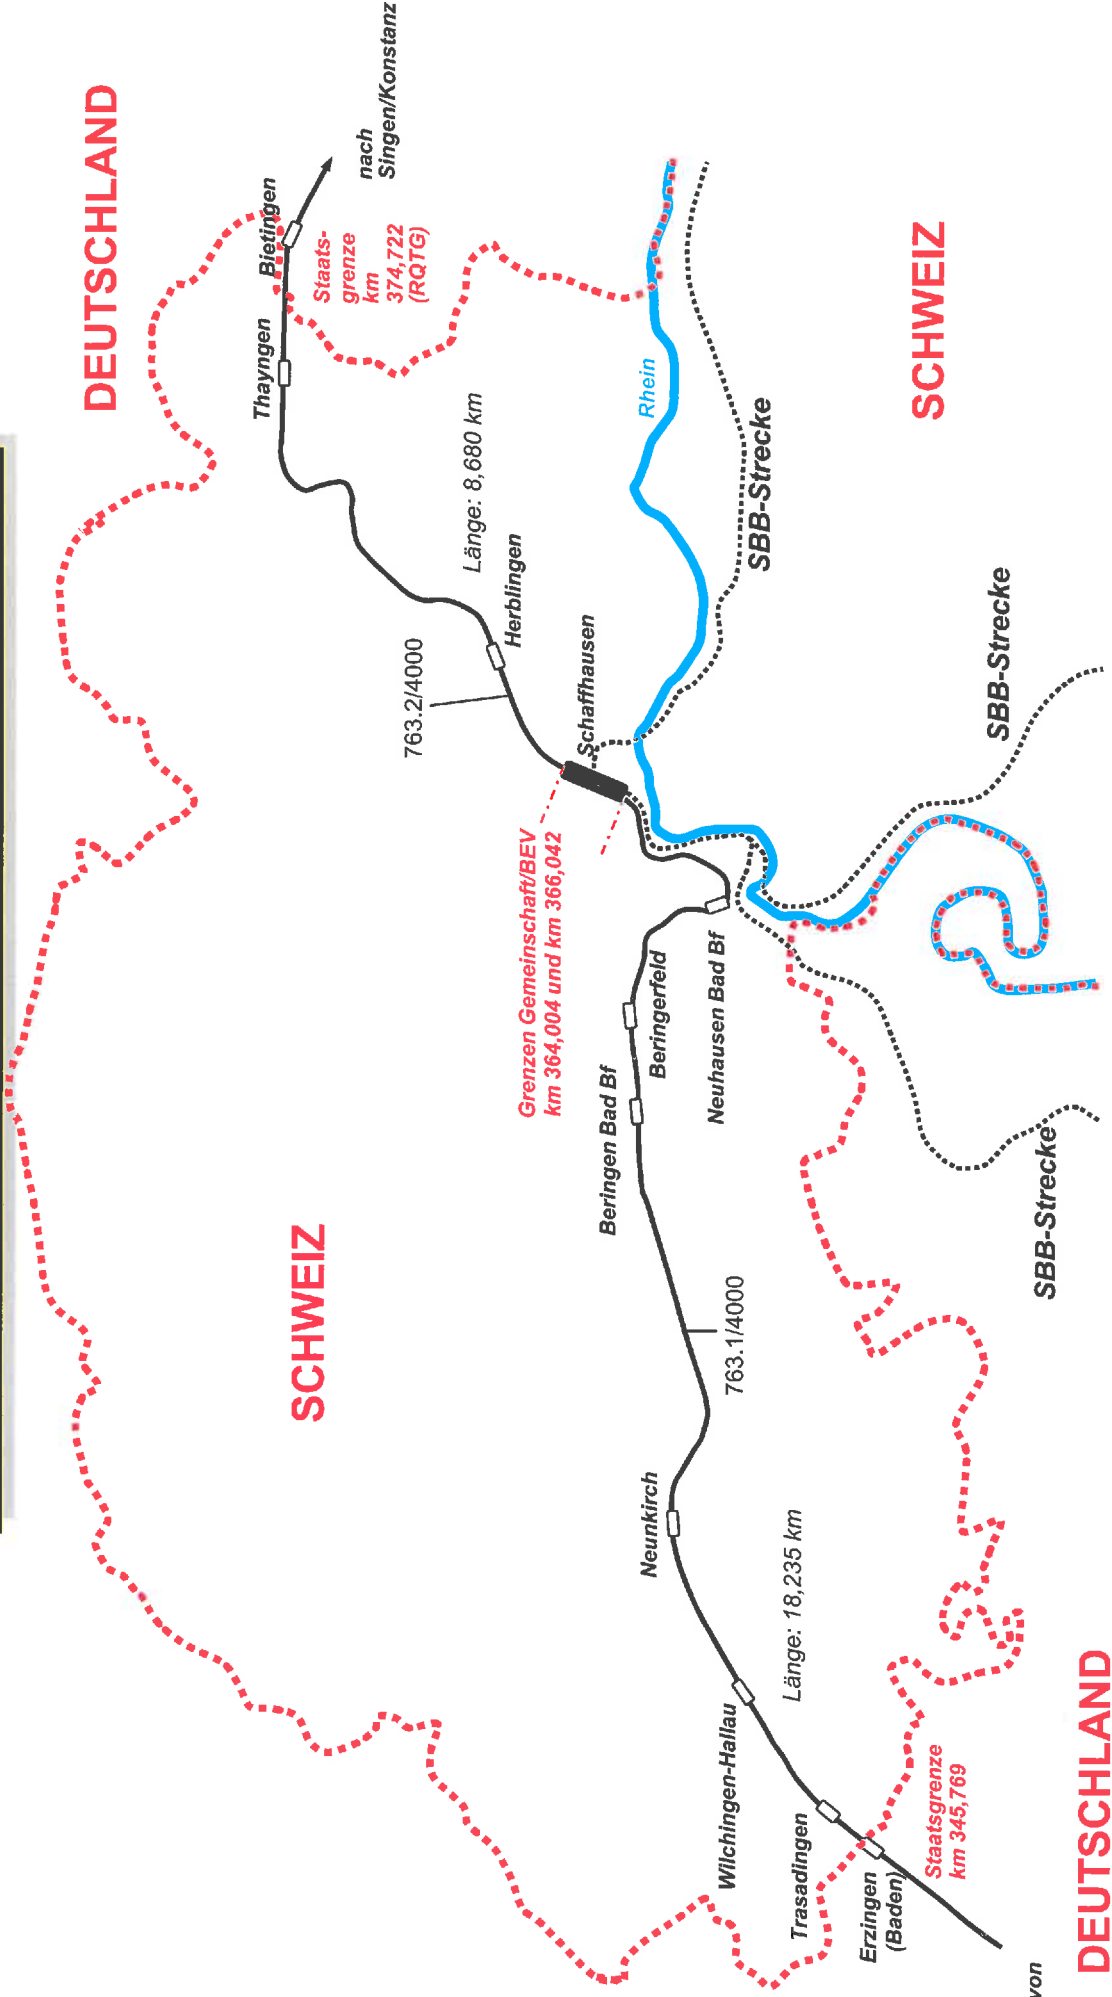 DEUTSCHLAND
Bietingen
nach
Singen/Konstanz
Staats-
grenze
km
374,722
(RQTG)
Thayngen
Länge: 8,680 km
Herblingen
763.2/4000
Schaffhausen
Rhein
SBB-Strecke
SCHWEIZ
SBB-Strecke
Grenzen Gemeinschaft/BEV
km 364,004 und km 366,042
Neuhausen Bad Bf
Beringerfeld
Beringen Bad Bf
SBB-Strecke
SCHWEIZ
763.1/4000
Neunkirch
Länge: 18,235 km
Wilchingen-Hallau
Trasadingen
Erzingen
(Baden)
Staatsgrenze
km 345,769
DEUTSCHLAND
von